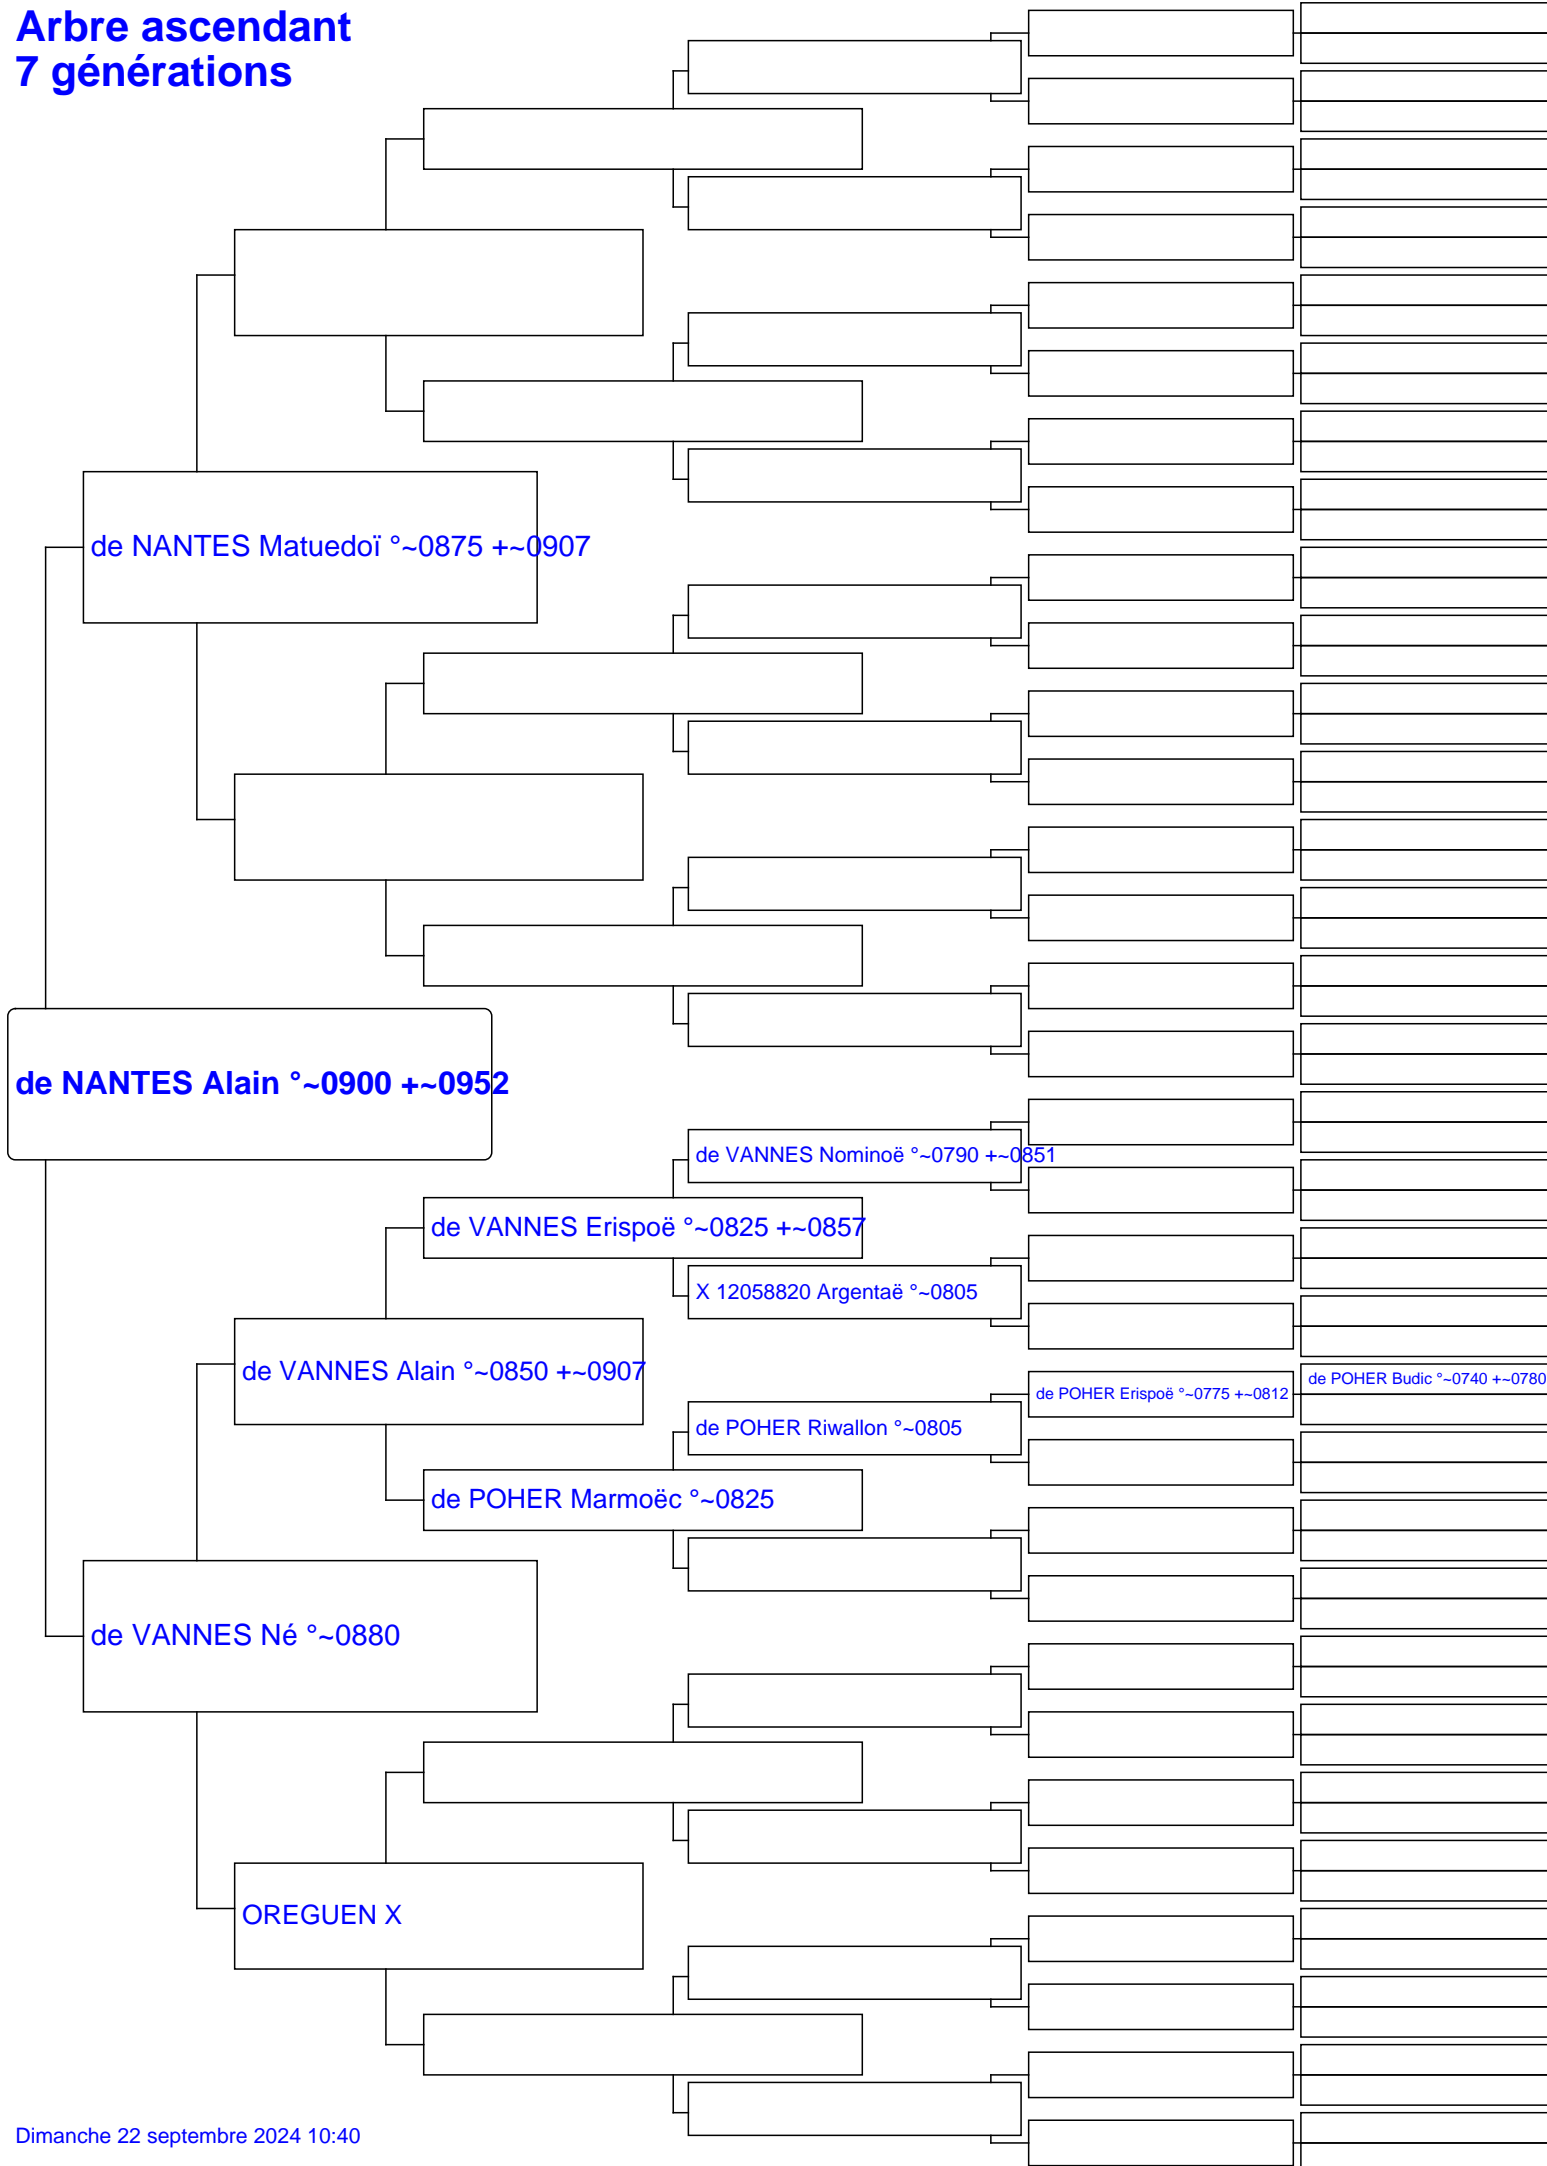 Arbre ascendant
7 générations
de NANTES Matuedoï °~0875 +~0907
de NANTES Alain °~0900 +~0952
de VANNES Nominoë °~0790 +~0851
de VANNES Erispoë °~0825 +~0857
X 12058820 Argentaë °~0805
de VANNES Alain °~0850 +~0907
de POHER Budic °~0740 +~0780
de POHER Erispoë °~0775 +~0812
de POHER Riwallon °~0805
de POHER Marmoëc °~0825
de VANNES Né °~0880
OREGUEN X
Dimanche 22 septembre 2024 10:40